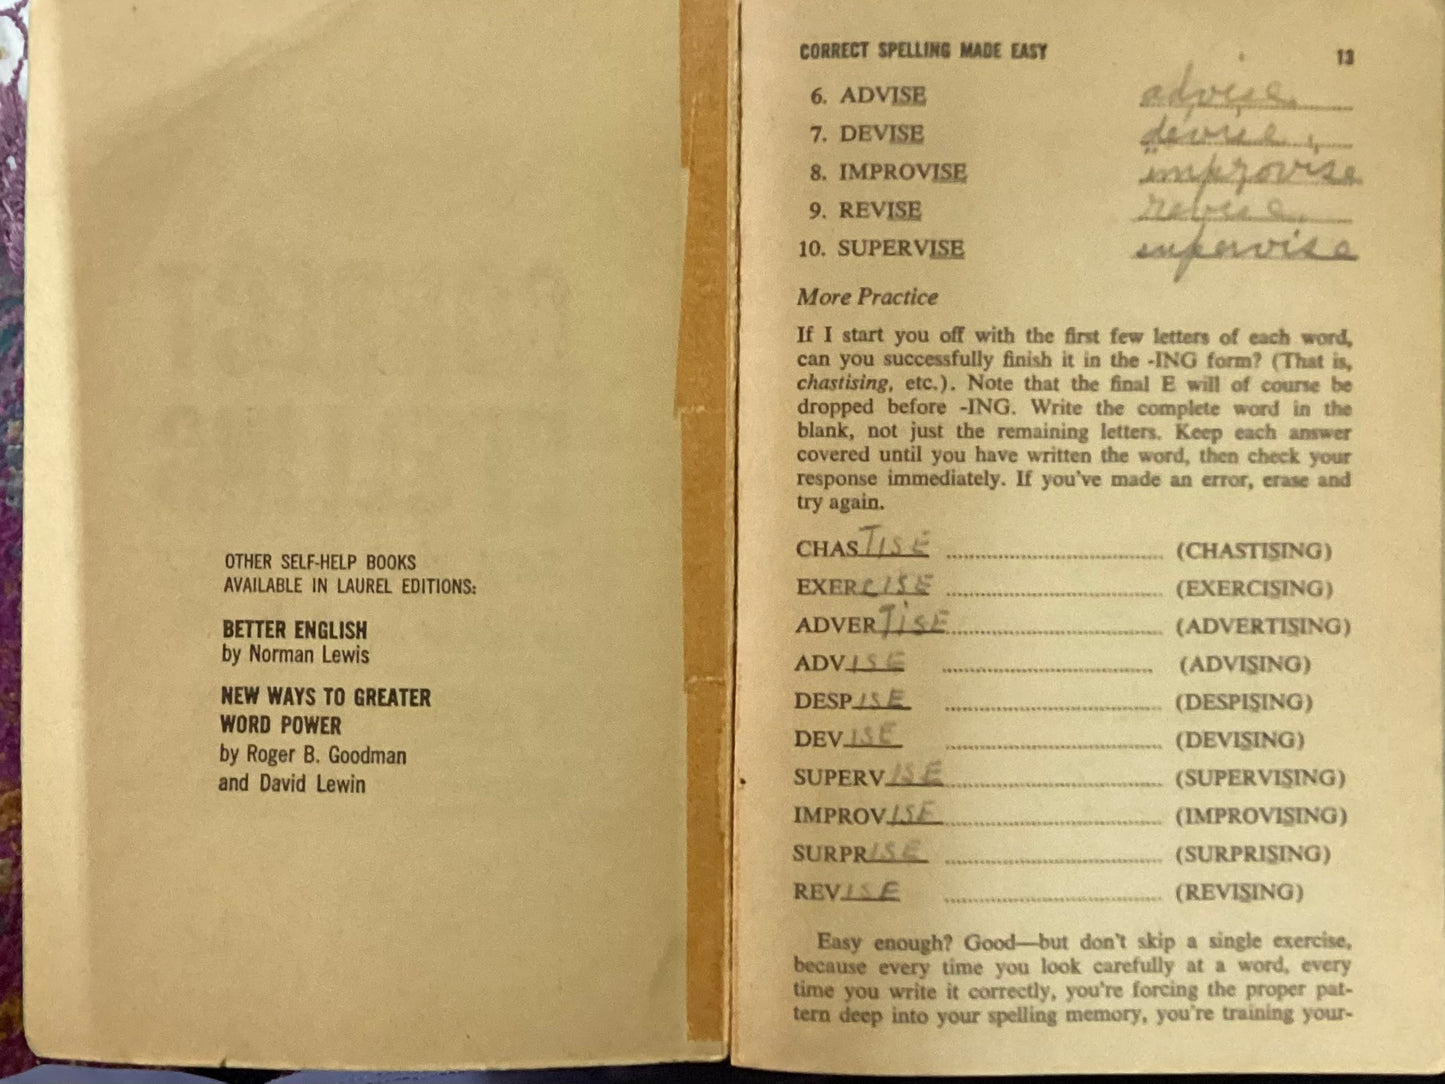 OTHER SELF-HELP BOOKS
AVAILABLE IN LAUREL EDITIONS:
BETTER ENGLISH
by Norman Lewis
NEW WAYS TO GREATER
WORD POWER
by Roger B. Goodman
and David Lewin
CORRECT SPELLING MADE EASY 13
6. ADVISE advise
7. DEVISE devise
8. IMPROVISE improvise
9. REVISE revise
10. SUPERVISE supervise
More Practice
If I start you off with the first few letters of each word,
can you successfully finish it in the -ING form? (That is,
chastising, etc.). Note that the final E will of course be
dropped before -ING. Write the complete word in the
blank, not just the remaining letters. Keep each answer
covered until you have written the word, then check your
response immediately. If you've made an error, erase and
try again.
CHASTISE (CHASTISING)
EXERCISE (EXERCISING)
ADVERTiSE (ADVERTISING)
ADVISE (ADVISING)
DESPISE (DESPISING)
DEVISE (DEVISING)
SUPERVISE (SUPERVISING)
IMPROVISE (IMPROVISING)
SURPRISE (SURPRISING)
REVISE (REVISING)
Easy enough? Good—but don't skip a single exercise,
because every time you look carefully at a word, every
time you write it correctly, you're forcing the proper pat-
tern deep into your spelling memory, you're training your-